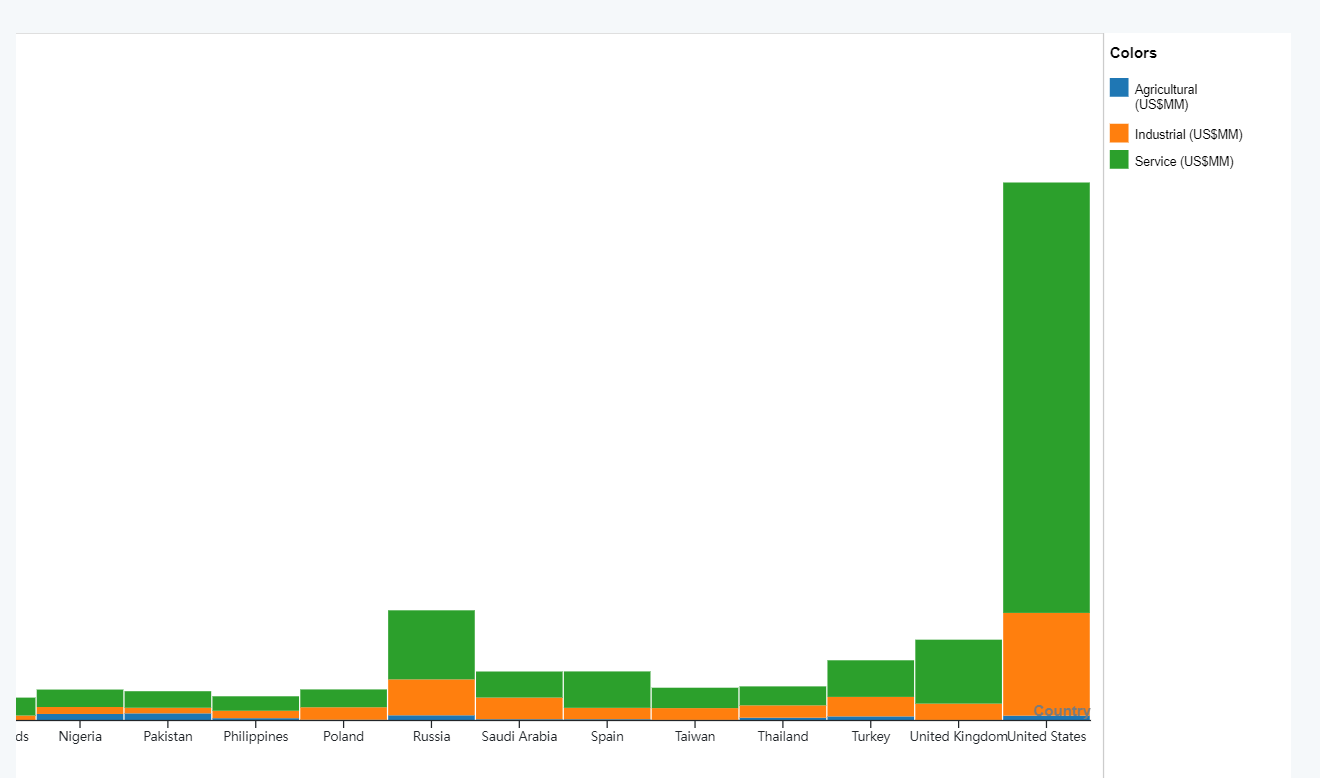 Colors
Agricultural
(US$MM)
Industrial (US$MM)
Service (US$MM)
Country
ds Nigeria Pakistan Philippines Poland Russia Saudi Arabia Spain Taiwan Thailand Turkey United Kingdom United States